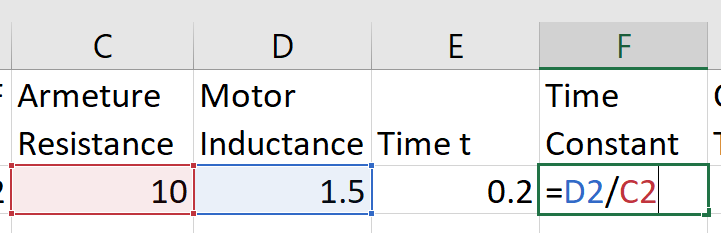 C D E F
Armeture Motor Time
Resistance Inductance Time t Constant
10 1.5 0.2 =D2/C2